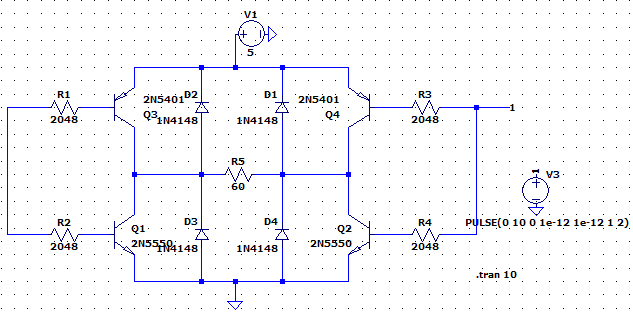 V1
5
R1
2048
2N5401
Q3
D2
1N4148
D1
1N4148
2N5401
Q4
R3
2048
1
R5
60
1
V3
R2
2048
Q1
2N5550
D3
1N4148
D4
1N4148
Q2
2N5550
R4
2048
PULSE(0 10 0 1e-12 1e-12 1 2)
.tran 10